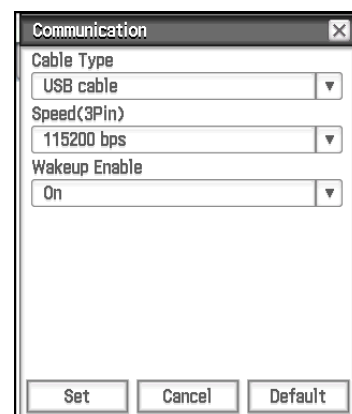 Communication
Cable Type
USB cable
Speed(3Pin)
115200 bps
Wakeup Enable
On
Set Cancel Default